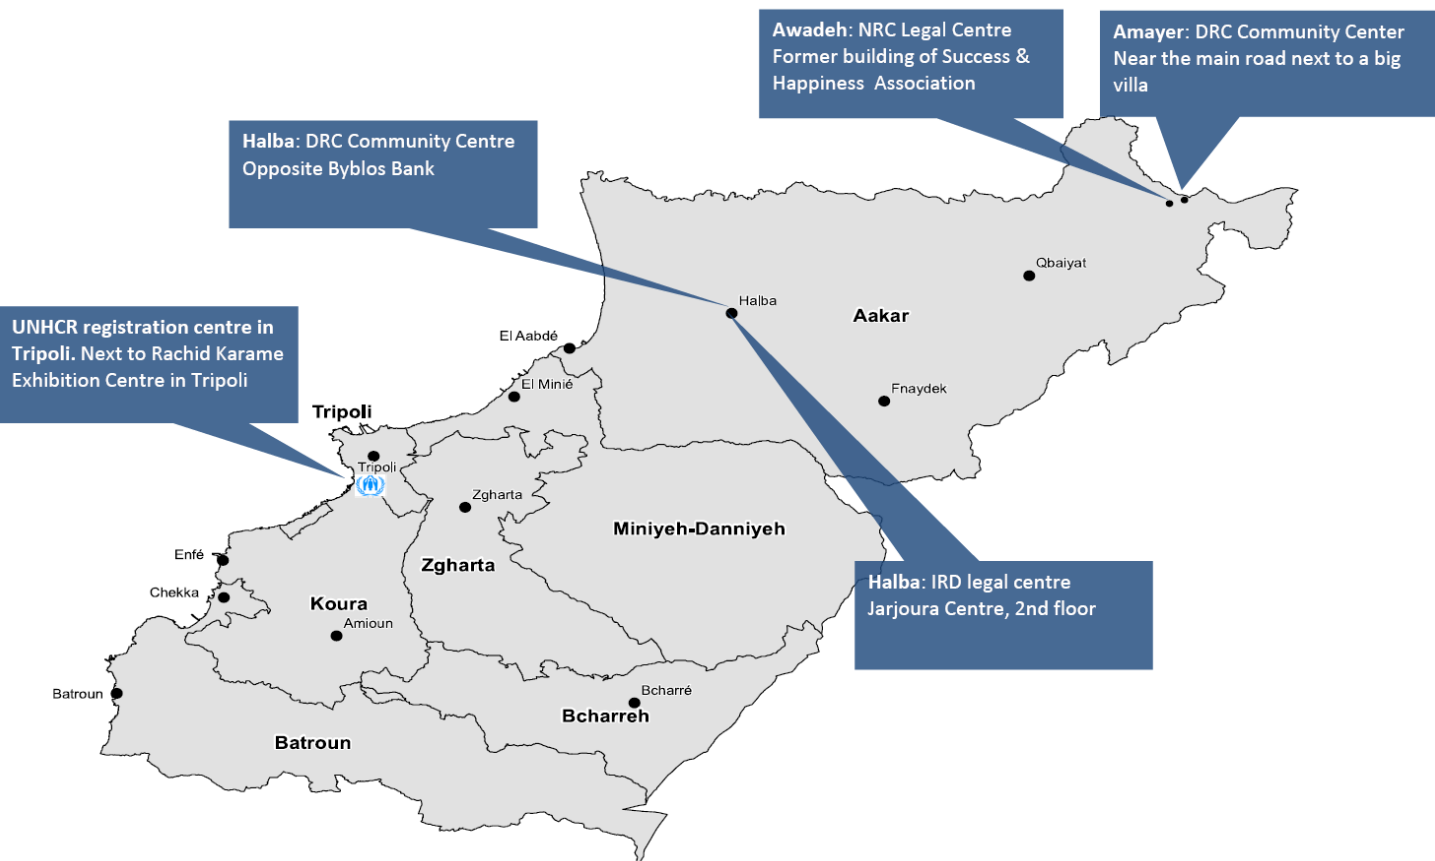 Awadeh: NRC Legal Centre
Former building of Success &
Happiness Association
Amayer: DRC Community Center
Near the main road next to a big
villa
Halba: DRC Community Centre
Opposite Byblos Bank
UNHCR registration centre in
Tripoli. Next to Rachid Karame
Exhibition Centre in Tripoli
Qbaiyat
Halba
Aakar
El Aabdé
El Minié
Fnaydek
Tripoli
Tripoli
Zgharta
Miniyeh-Danniyeh
Enfé
Zgharta
Chekka
Koura
Amioun
Halba: IRD legal centre
Jarjoura Centre, 2nd floor
Batroun
Bcharré
Bcharreh
Batroun